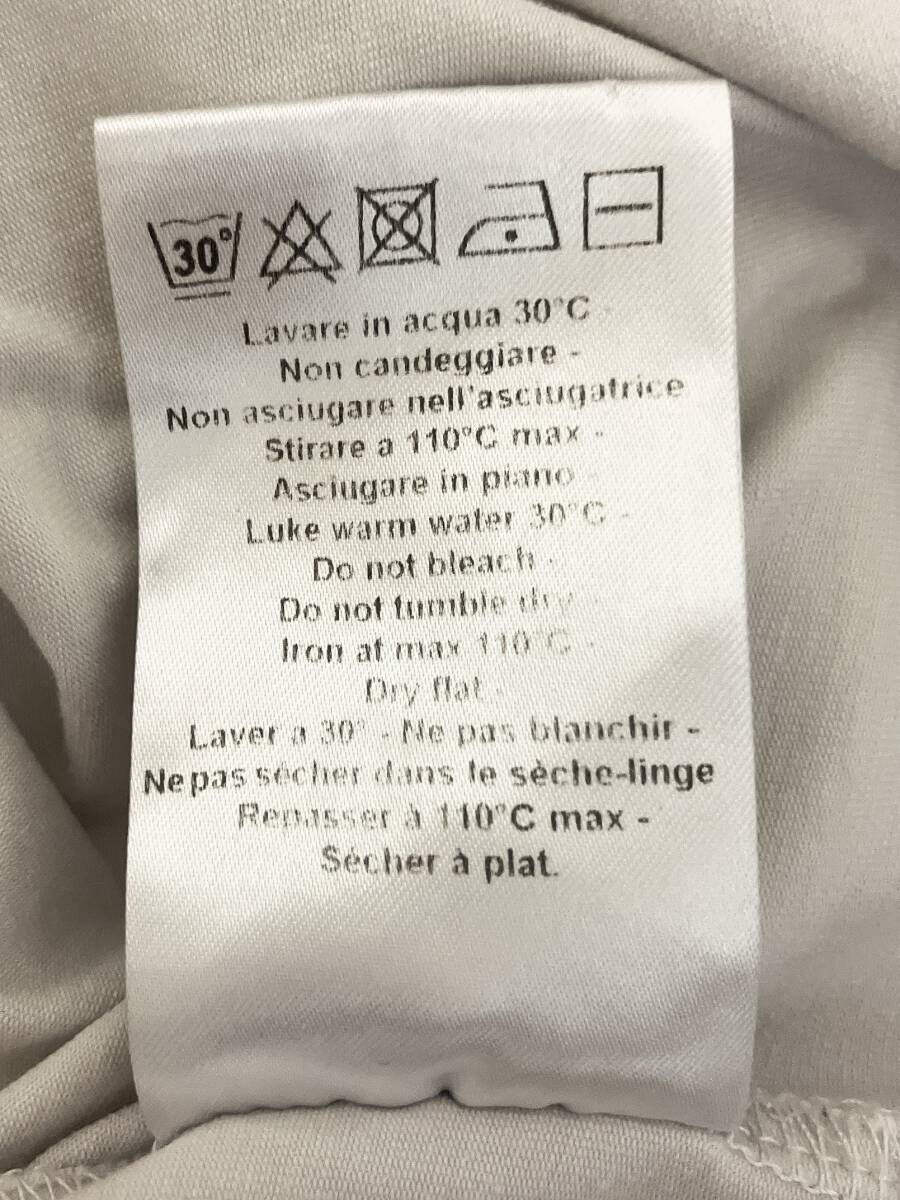 30°
Lavare in acqua 30°C -
Non candeggiare -
Non asciugare nell'asciugatrice
Stirare a 110°C max -
Asciugare in piano -
Luke warm water 30°C -
Do not bleach -
Do not tumble dry -
Iron at max 110°C -
Dry flat -
Laver a 30° - Ne pas blanchir -
Ne pas sécher dans le sèche-linge
Repasser à 110°C max -
Sécher à plat.